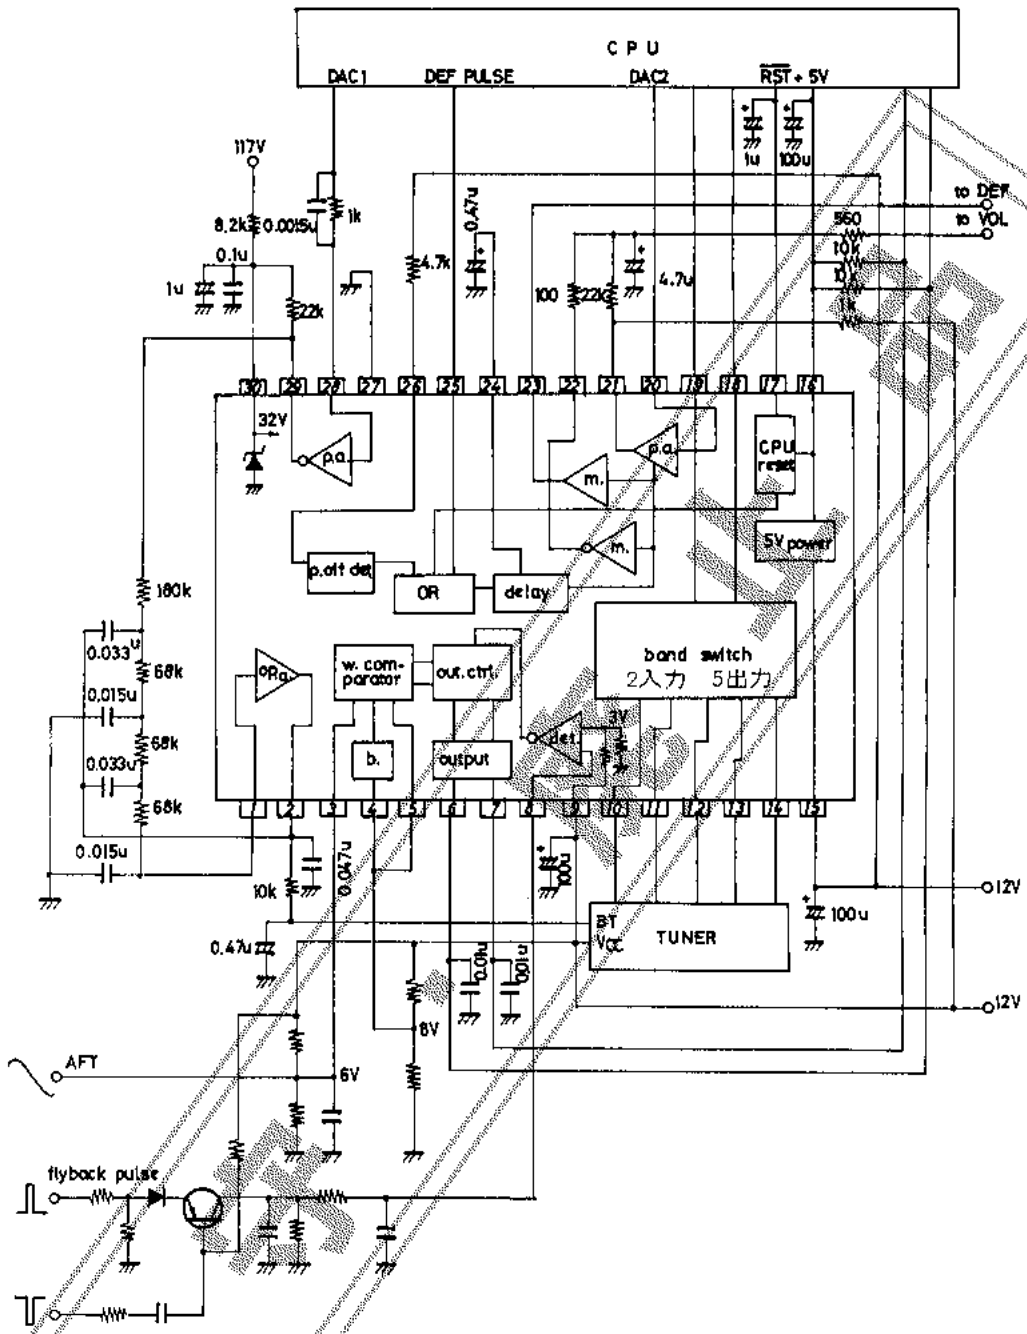 CPU
DAC1
DEF PULSE
DAC2
RST
+5V
1u
100u
117V
8.2k
0.0015u
1k
0.47u
to DEF
to VOL
560
10k
10k
1k
0.1u
1u
22k
4.7k
100
22k
4.7u
30
29
28
27
26
25
24
23
22
21
20
19
18
17
16
32V
p.a.
p.a.
m.
m.
CPU reset
5V power
p.off det.
OR
delay
180k
0.033u
68k
0.015u
68k
0.033u
68k
0.015u
OP.a.
w. com-
parator
out.ctrl.
b.
output
det.
3V
band switch
2入力 5出力
1
2
3
4
5
6
7
8
9
10
11
12
13
14
15
10k
0.047u
100u
0.47u
0.01u
0.01u
BT
VCC
TUNER
100u
12V
12V
8V
6V
AFT
flyback pulse